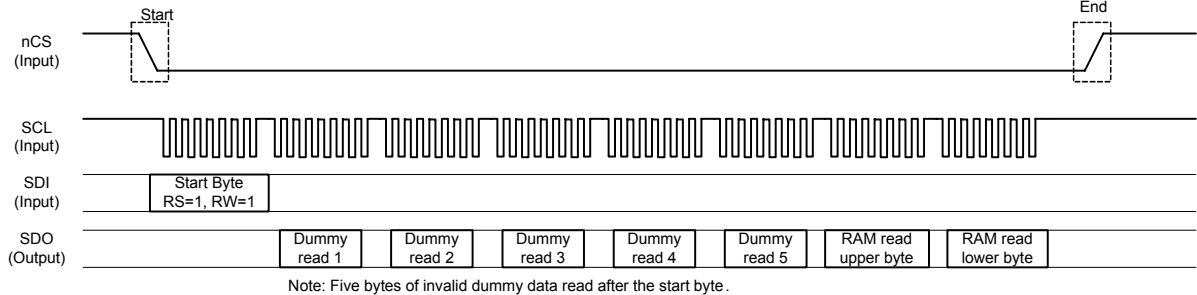 Start
End
nCS
(Input)
SCL
(Input)
SDI
(Input)
Start Byte
RS=1, RW=1
SDO
(Output)
Dummy
read 1
Dummy
read 2
Dummy
read 3
Dummy
read 4
Dummy
read 5
RAM read
upper byte
RAM read
lower byte
Note: Five bytes of invalid dummy data read after the start byte.